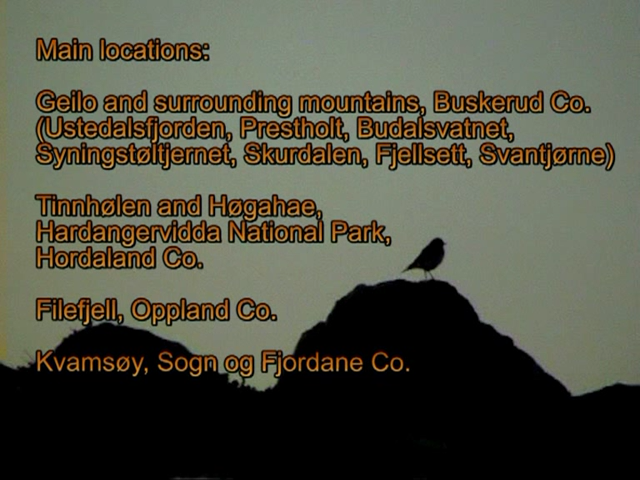 Main locations:
Geilo and surrounding mountains, Buskerud Co.
(Ustedalsfjorden, Prestholt, Budalsvatnet,
Syningstøltjernet, Skurdalen, Fjellsett, Svantjørne)
Tinnhølen and Høgahae,
Hardangervidda National Park,
Hordaland Co.
Filefjell, Oppland Co.
Kvamsøy, Sogn og Fjordane Co.